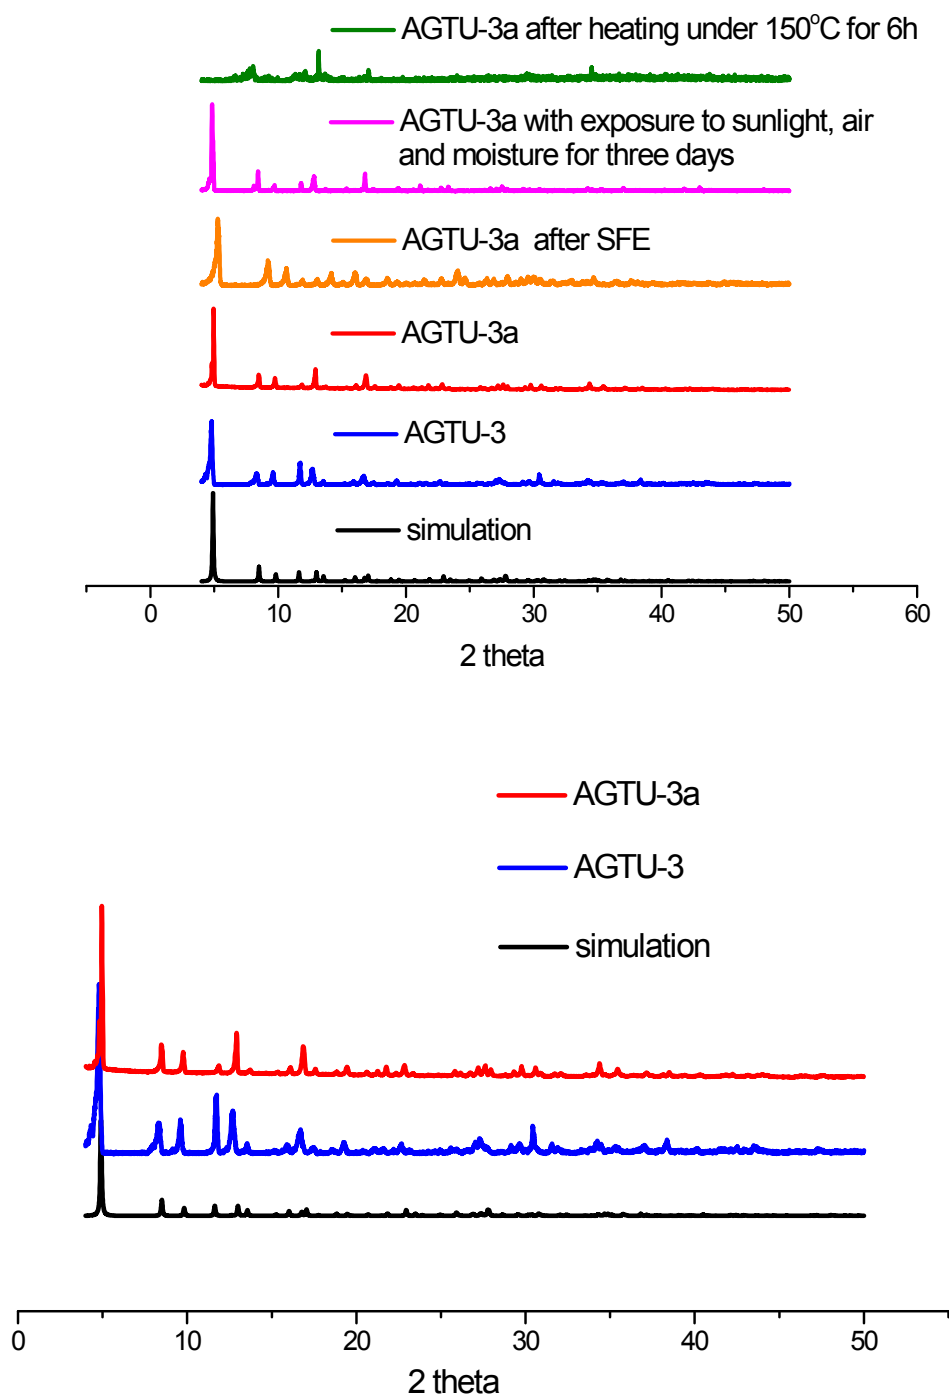 AGTU-3a after heating under 150°C for 6h
AGTU-3a with exposure to sunlight, air
and moisture for three days
AGTU-3a after SFE
AGTU-3a
AGTU-3
simulation
0 10 20 30 40 50 60
2 theta
AGTU-3a
AGTU-3
simulation
0 10 20 30 40 50
2 theta